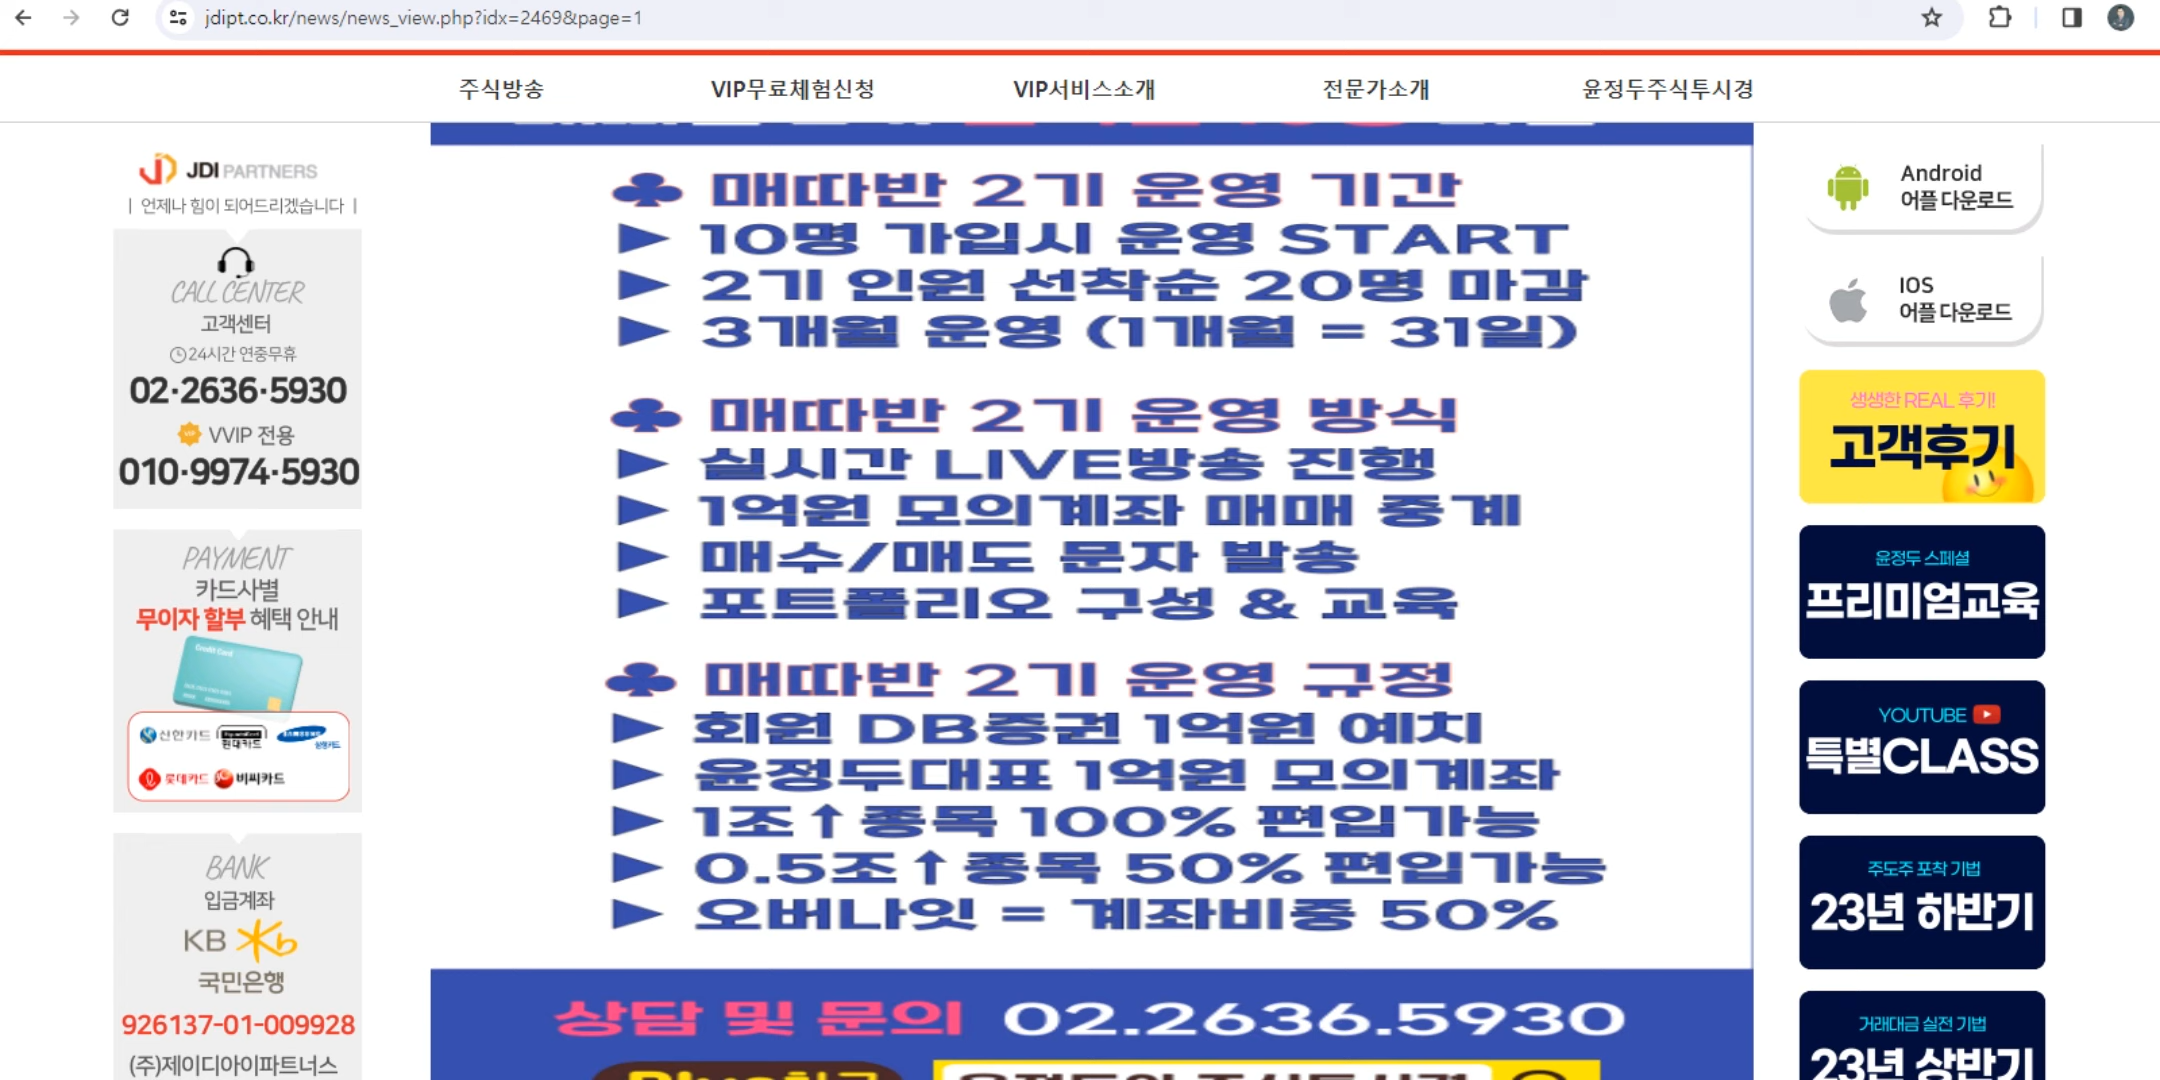 jdipt.co.kr/news/news_view.php?idx=2469&page=1
주식방송
VIP무료체험신청
VIP서비스소개
전문가소개
윤정두주식투시경
JDI PARTNERS
| 언제나 힘이 되어드리겠습니다 |
CALL CENTER
고객센터
24시간 연중무휴
02·2636·5930
VIP VVIP 전용
010·9974·5930
PAYMENT
카드사별
무이자 할부 혜택 안내
Credit Card
신한카드 현대카드 삼성카드
롯데카드 비씨카드
BANK
입금계좌
KB
국민은행
926137-01-009928
(주)제이디아이파트너스
♣ 매따반 2기 운영 기간
► 10명 가입시 운영 START
► 2기 인원 선착순 20명 마감
► 3개월 운영 (1개월 = 31일)
♣ 매따반 2기 운영 방식
► 실시간 LIVE방송 진행
► 1억원 모의계좌 매매 중계
► 매수/매도 문자 발송
► 포트폴리오 구성 & 교육
♣ 매따반 2기 운영 규정
► 회원 DB증권 1억원 예치
► 윤정두대표 1억원 모의계좌
► 1조↑종목 100% 편입가능
► 0.5조↑종목 50% 편입가능
► 오버나잇 = 계좌비중 50%
상담 및 문의 02.2636.5930
Android
어플 다운로드
IOS
어플 다운로드
생생한 REAL 후기!
고객후기
윤정두 스페셜
프리미엄교육
YOUTUBE
특별CLASS
주도주 포착 기법
23년 하반기
거래대금 실전 기법
23년 상반기